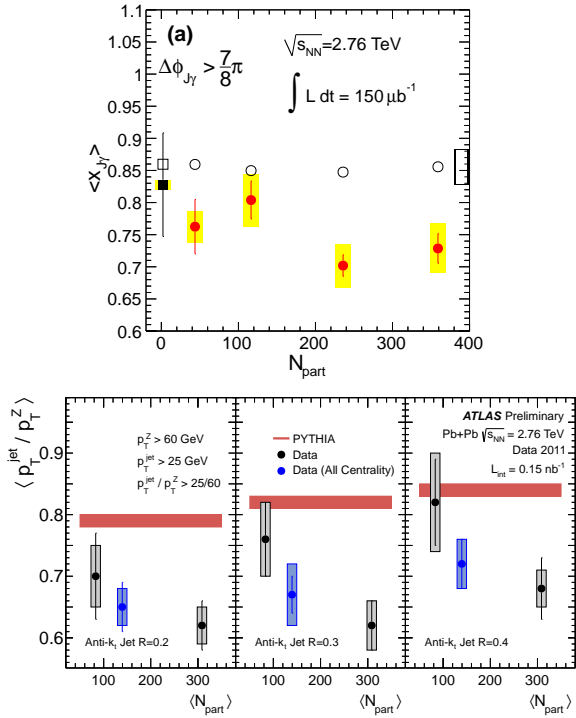 (a)
√s_NN=2.76 TeV
Δϕ_Jγ > 7/8 π
∫ L dt = 150 μb⁻¹
<x_Jγ>
1.1
1.05
1
0.95
0.9
0.85
0.8
0.75
0.7
0.65
0.6
0 100 200 300 400
N_part
⟨ p_T^jet / p_T^Z ⟩
0.9
0.8
0.7
0.6
p_T^Z > 60 GeV
p_T^jet > 25 GeV
p_T^jet / p_T^Z > 25/60
Anti-k_t Jet R=0.2
PYTHIA
Data
Data (All Centrality)
Anti-k_t Jet R=0.3
ATLAS Preliminary
Pb+Pb √s_NN = 2.76 TeV
Data 2011
L_int = 0.15 nb⁻¹
Anti-k_t Jet R=0.4
100 200 300 100 200 300 100 200 300
⟨N_part⟩ ⟨N_part⟩ ⟨N_part⟩